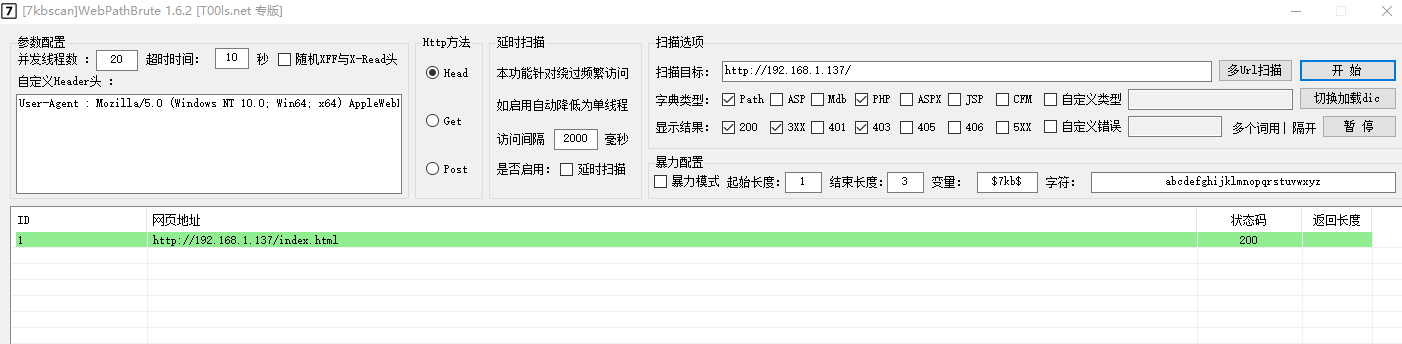 7 [7kbscan]WebPathBrute 1.6.2 [T00ls.net 专版]
参数配置
并发线程数 : 20 超时时间: 10 秒 随机XFF与X-Read头
自定义Header头 :
User-Agent : Mozilla/5.0 (Windows NT 10.0; Win64; x64) AppleWebl
Http方法
Head
Get
Post
延时扫描
本功能针对绕过频繁访问
如启用自动降低为单线程
访问间隔 2000 毫秒
是否启用: 延时扫描
扫描选项
扫描目标: http://192.168.1.137/ 多Url扫描 开 始
字典类型: Path ASP Mdb PHP ASPX JSP CFM 自定义类型 切换加载dic
显示结果: 200 3XX 401 403 405 406 5XX 自定义错误 多个词用| 隔开 暂 停
暴力配置
暴力模式 起始长度: 1 结束长度: 3 变量: $7kb$ 字符: abcdefghijklmnopqrstuvwxyz
ID 网页地址 状态码 返回长度
1 http://192.168.1.137/index.html 200